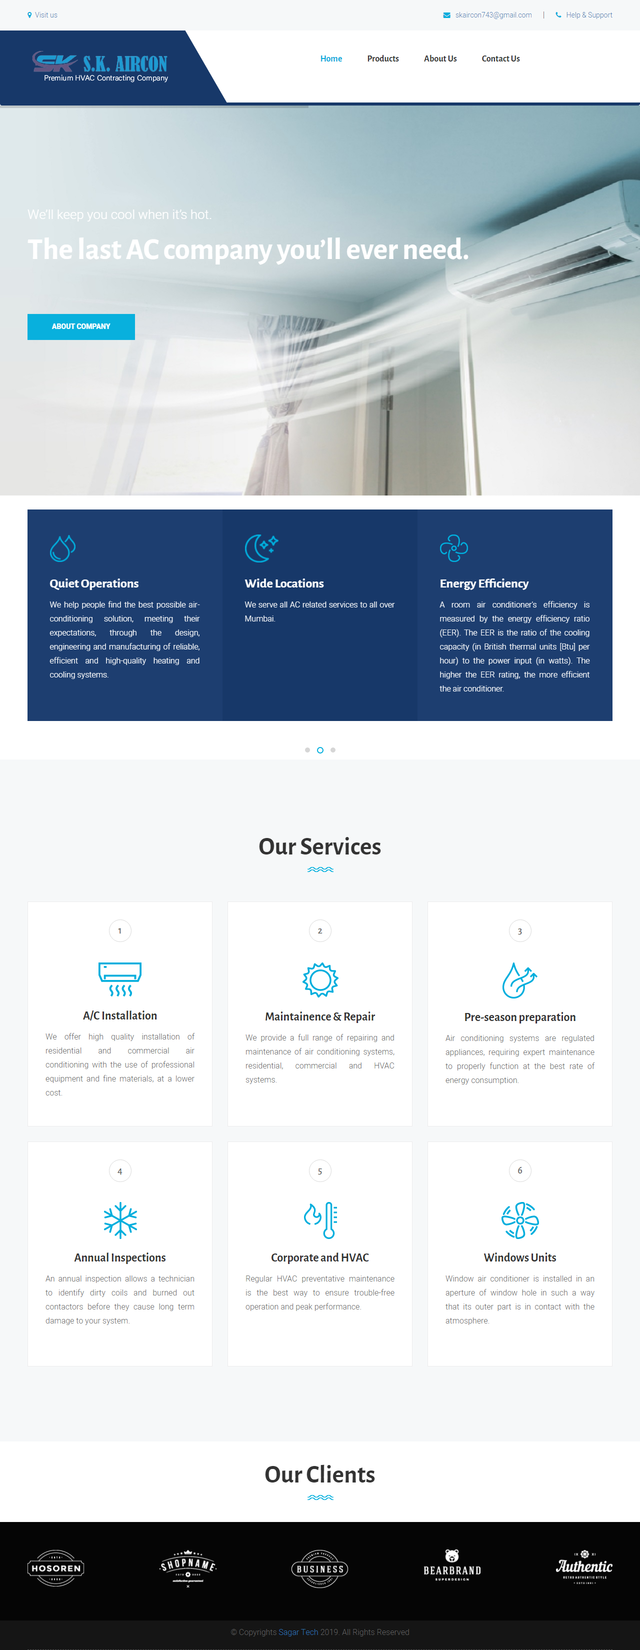 Visit us
skaircon743@gmail.com | Help & Support
SK S.K. AIRCON
Premium HVAC Contracting Company
Home Products About Us Contact Us
We'll keep you cool when it's hot.
The last AC company you'll ever need.
ABOUT COMPANY
Quiet Operations
We help people find the best possible air-
conditioning solution, meeting their
expectations, through the design,
engineering and manufacturing of reliable,
efficient and high-quality heating and
cooling systems.
Wide Locations
We serve all AC related services to all over
Mumbai.
Energy Efficiency
A room air conditioner's efficiency is
measured by the energy efficiency ratio
(EER). The EER is the ratio of the cooling
capacity (in British thermal units [Btu] per
hour) to the power input (in watts). The
higher the EER rating, the more efficient
the air conditioner.
Our Services
1
A/C Installation
We offer high quality installation of
residential and commercial air
conditioning with the use of professional
equipment and fine materials, at a lower
cost.
2
Maintainence & Repair
We provide a full range of repairing and
maintenance of air conditioning systems,
residential, commercial and HVAC
systems.
3
Pre-season preparation
Air conditioning systems are regulated
appliances, requiring expert maintenance
to properly function at the best rate of
energy consumption.
4
Annual Inspections
An annual inspection allows a technician
to identify dirty coils and burned out
contactors before they cause long term
damage to your system.
5
Corporate and HVAC
Regular HVAC preventative maintenance
is the best way to ensure trouble-free
operation and peak performance.
6
Windows Units
Window air conditioner is installed in an
aperture of window hole in such a way
that its outer part is in contact with the
atmosphere.
Our Clients
HOSOREN
SHOPNAME
BUSINESS
BEARBRAND
SUPERDESIGN
Authentic
© Copyrights Sagar Tech 2019. All Rights Reserved